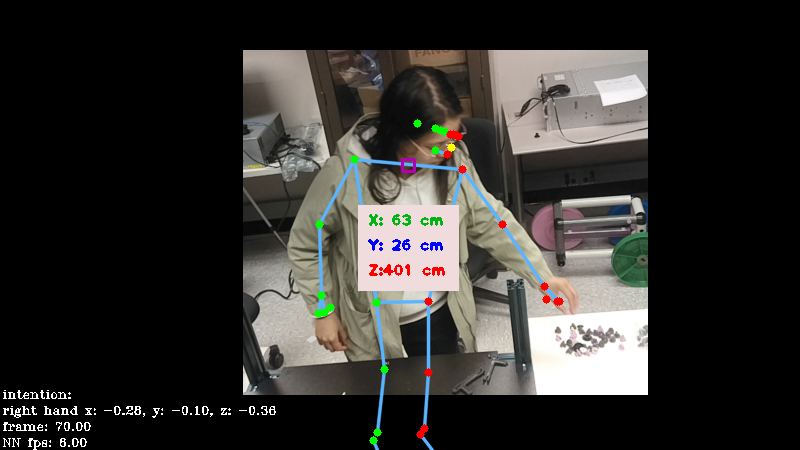 FANC
X: 63 cm
Y: 26 cm
Z:401 cm
intention:
right hand x: −0.28, y: −0.10, z: −0.36
frame: 70.00
NN fps: 6.00